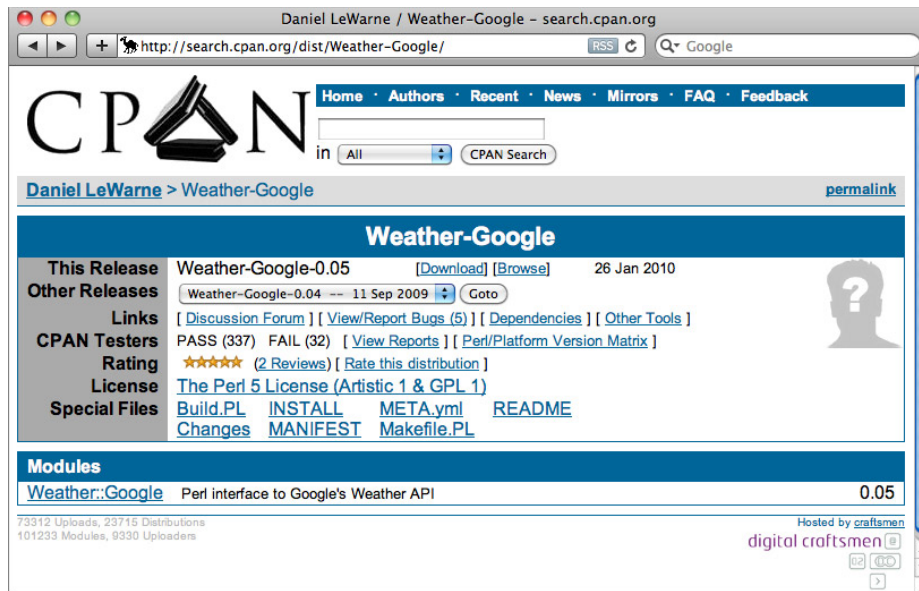 Daniel LeWarne / Weather-Google – search.cpan.org
http://search.cpan.org/dist/Weather-Google/ RSS Google
CPAN
Home · Authors · Recent · News · Mirrors · FAQ · Feedback
in All CPAN Search
Daniel LeWarne > Weather-Google permalink
Weather-Google
This Release Weather-Google-0.05 [Download] [Browse] 26 Jan 2010
Other Releases Weather-Google-0.04 -- 11 Sep 2009 Goto
Links [ Discussion Forum ] [ View/Report Bugs (5) ] [ Dependencies ] [ Other Tools ]
CPAN Testers PASS (337) FAIL (32) [ View Reports ] [ Perl/Platform Version Matrix ]
Rating (2 Reviews) [ Rate this distribution ]
License The Perl 5 License (Artistic 1 & GPL 1)
Special Files Build.PL INSTALL META.yml README
Changes MANIFEST Makefile.PL
Modules
Weather::Google Perl interface to Google's Weather API 0.05
73312 Uploads, 23715 Distributions Hosted by craftsmen
101233 Modules, 9330 Uploaders
digital craftsmen @
02 CC
>